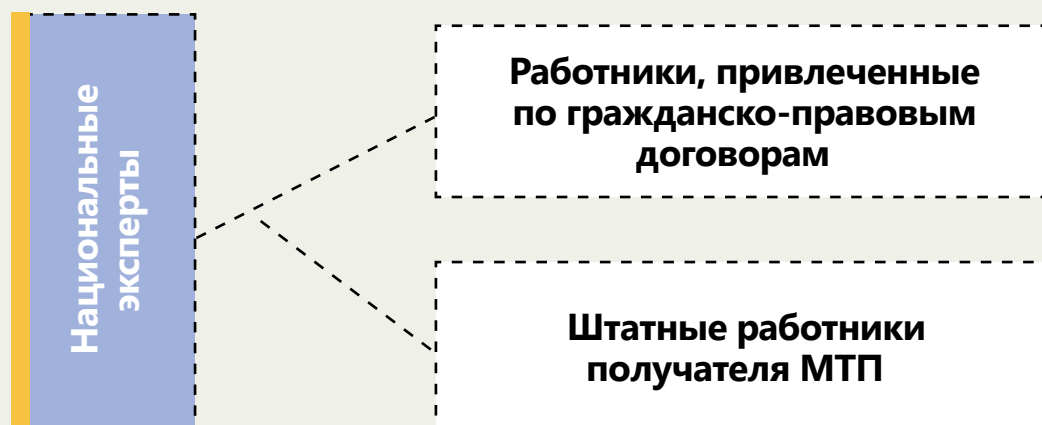 Национальные
эксперты
Работники, привлеченные
по гражданско-правовым
договорам
Штатные работники
получателя МТП